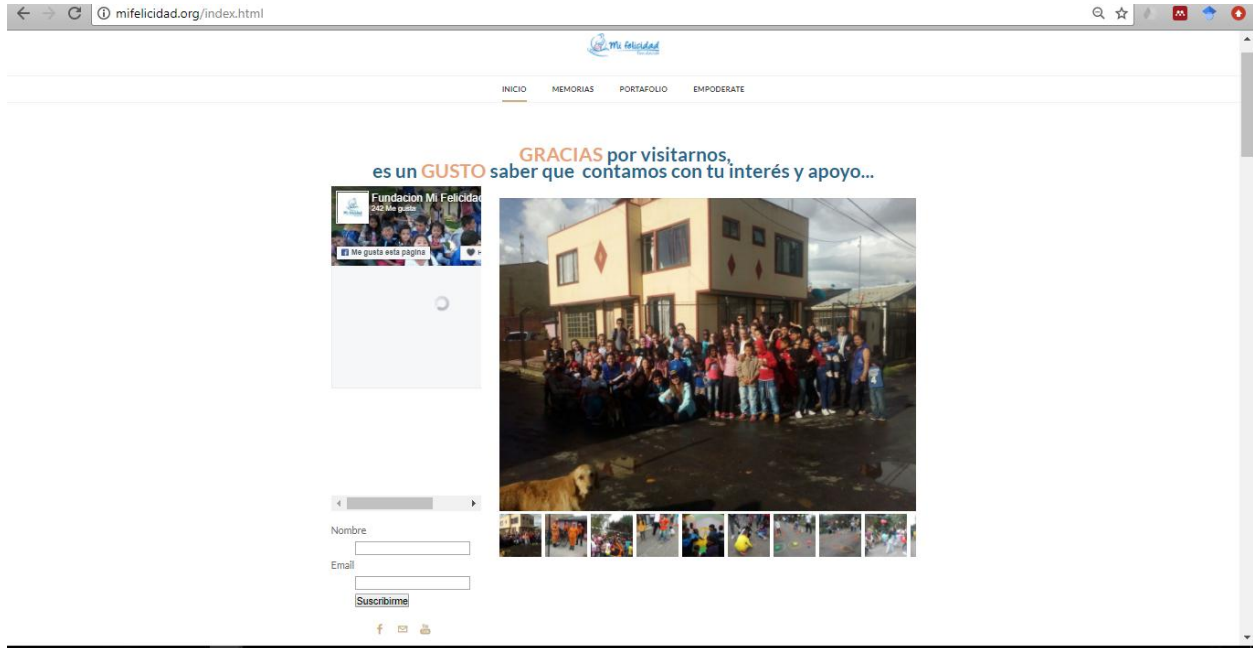 mifelicidad.org/index.html
Mi felicidad
INICIO MEMORIAS PORTAFOLIO EMPODERATE
GRACIAS por visitarnos,
es un GUSTO saber que contamos con tu interés y apoyo...
Fundacion Mi Felicidad
242 Me gusta
Me gusta esta página
Nombre
Email
Suscribirme